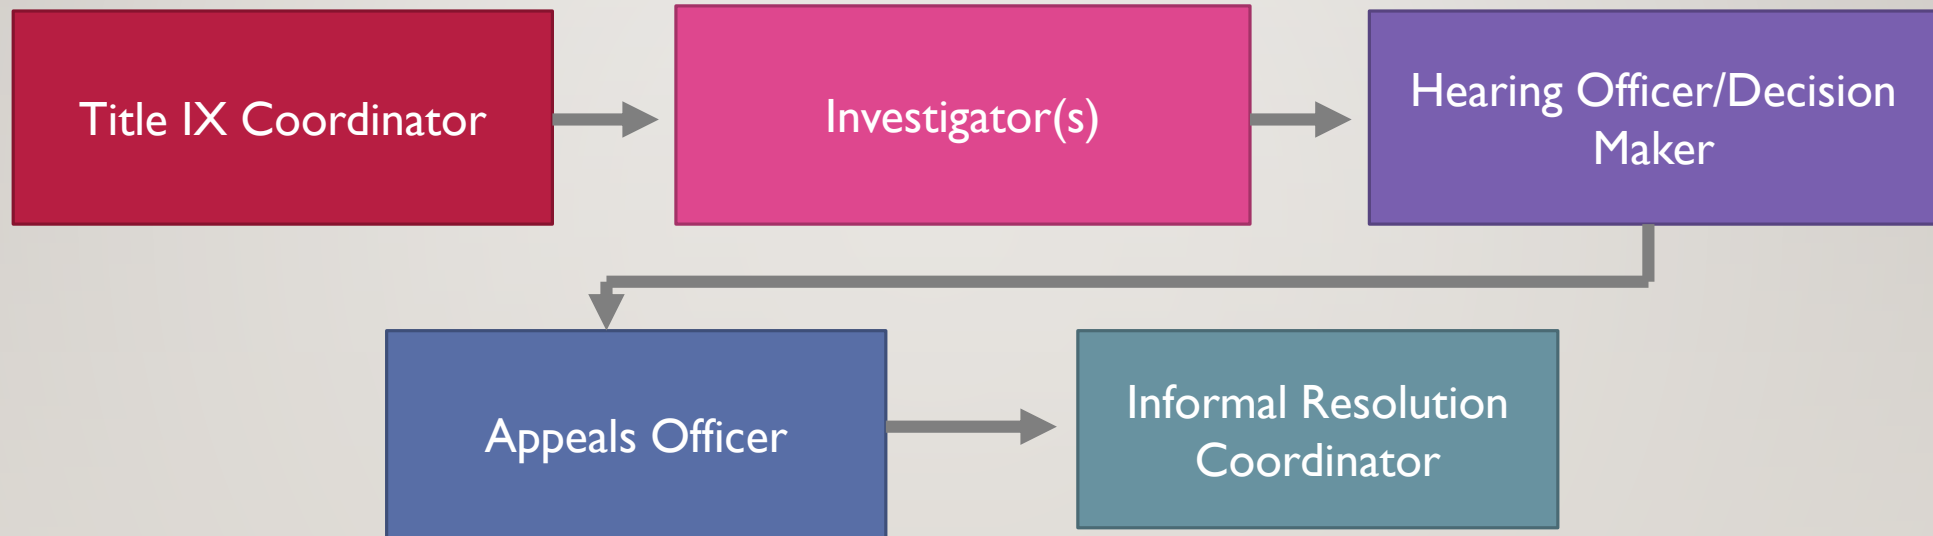 Title IX Coordinator
Investigator(s)
Hearing Officer/Decision
Maker
Appeals Officer
Informal Resolution
Coordinator